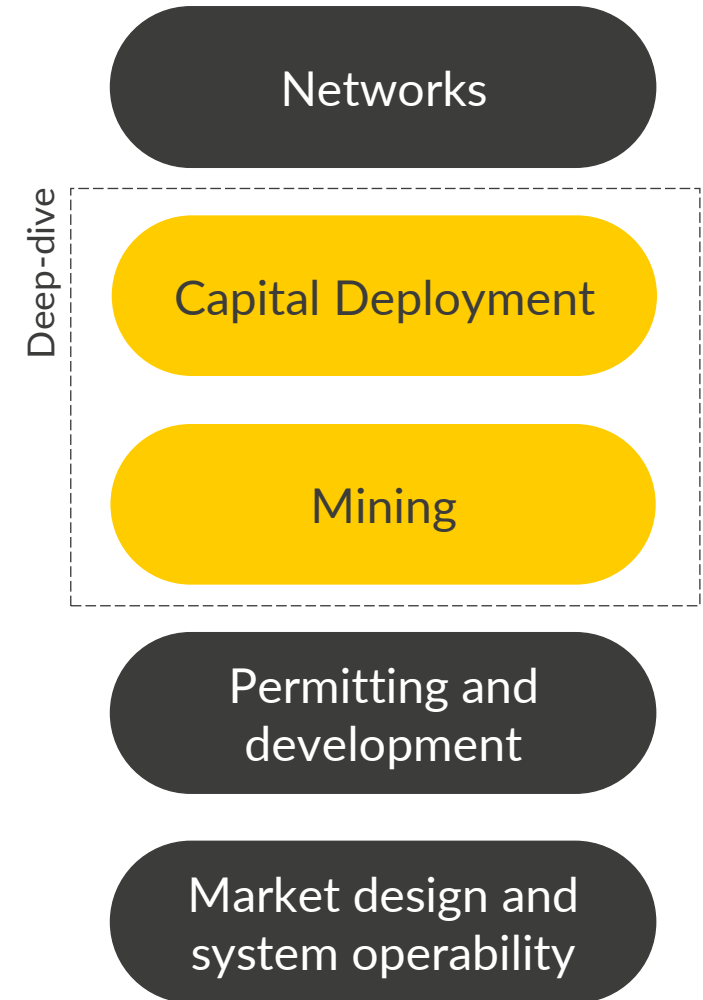 Networks
Deep-dive
Capital Deployment
Mining
Permitting and
development
Market design and
system operability